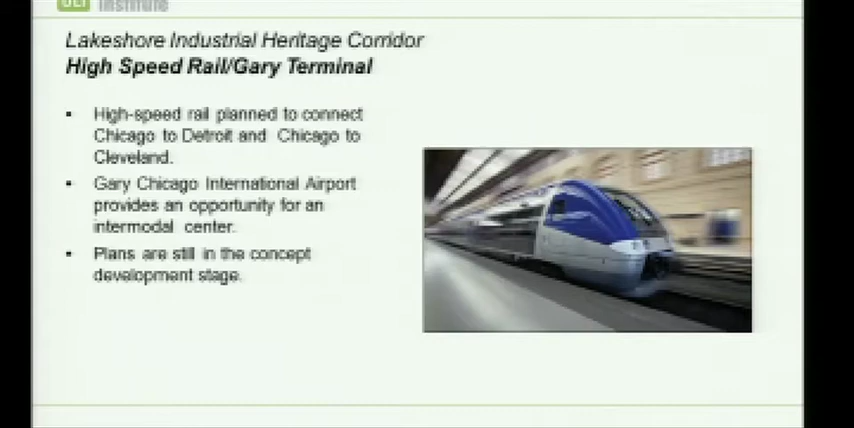 Institute
Lakeshore Industrial Heritage Corridor
High Speed Rail/Gary Terminal
▪ High-speed rail planned to connect
Chicago to Detroit and Chicago to
Cleveland.
▪ Gary Chicago International Airport
provides an opportunity for an
intermodal center.
▪ Plans are still in the concept
development stage.